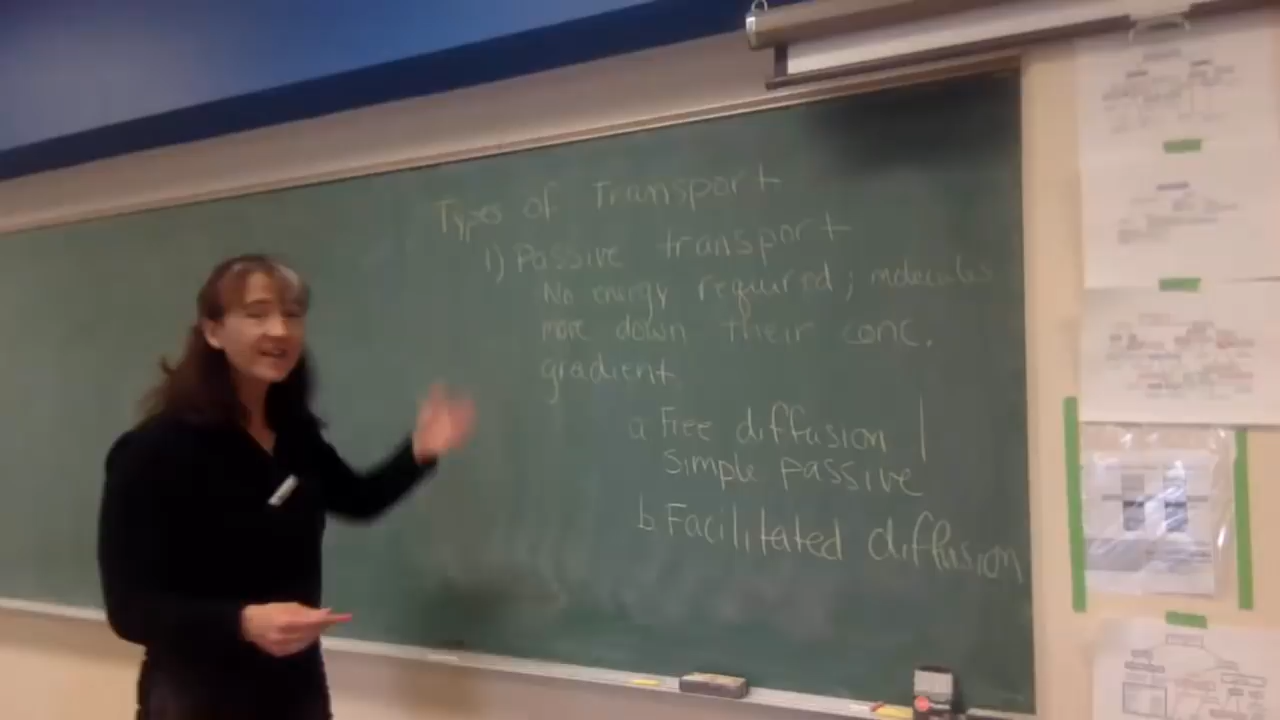 Types of Transport
1) Passive transport
No energy required; molecules
move down their conc.
gradient
a Free diffusion |
simple passive
b Facilitated diffusion